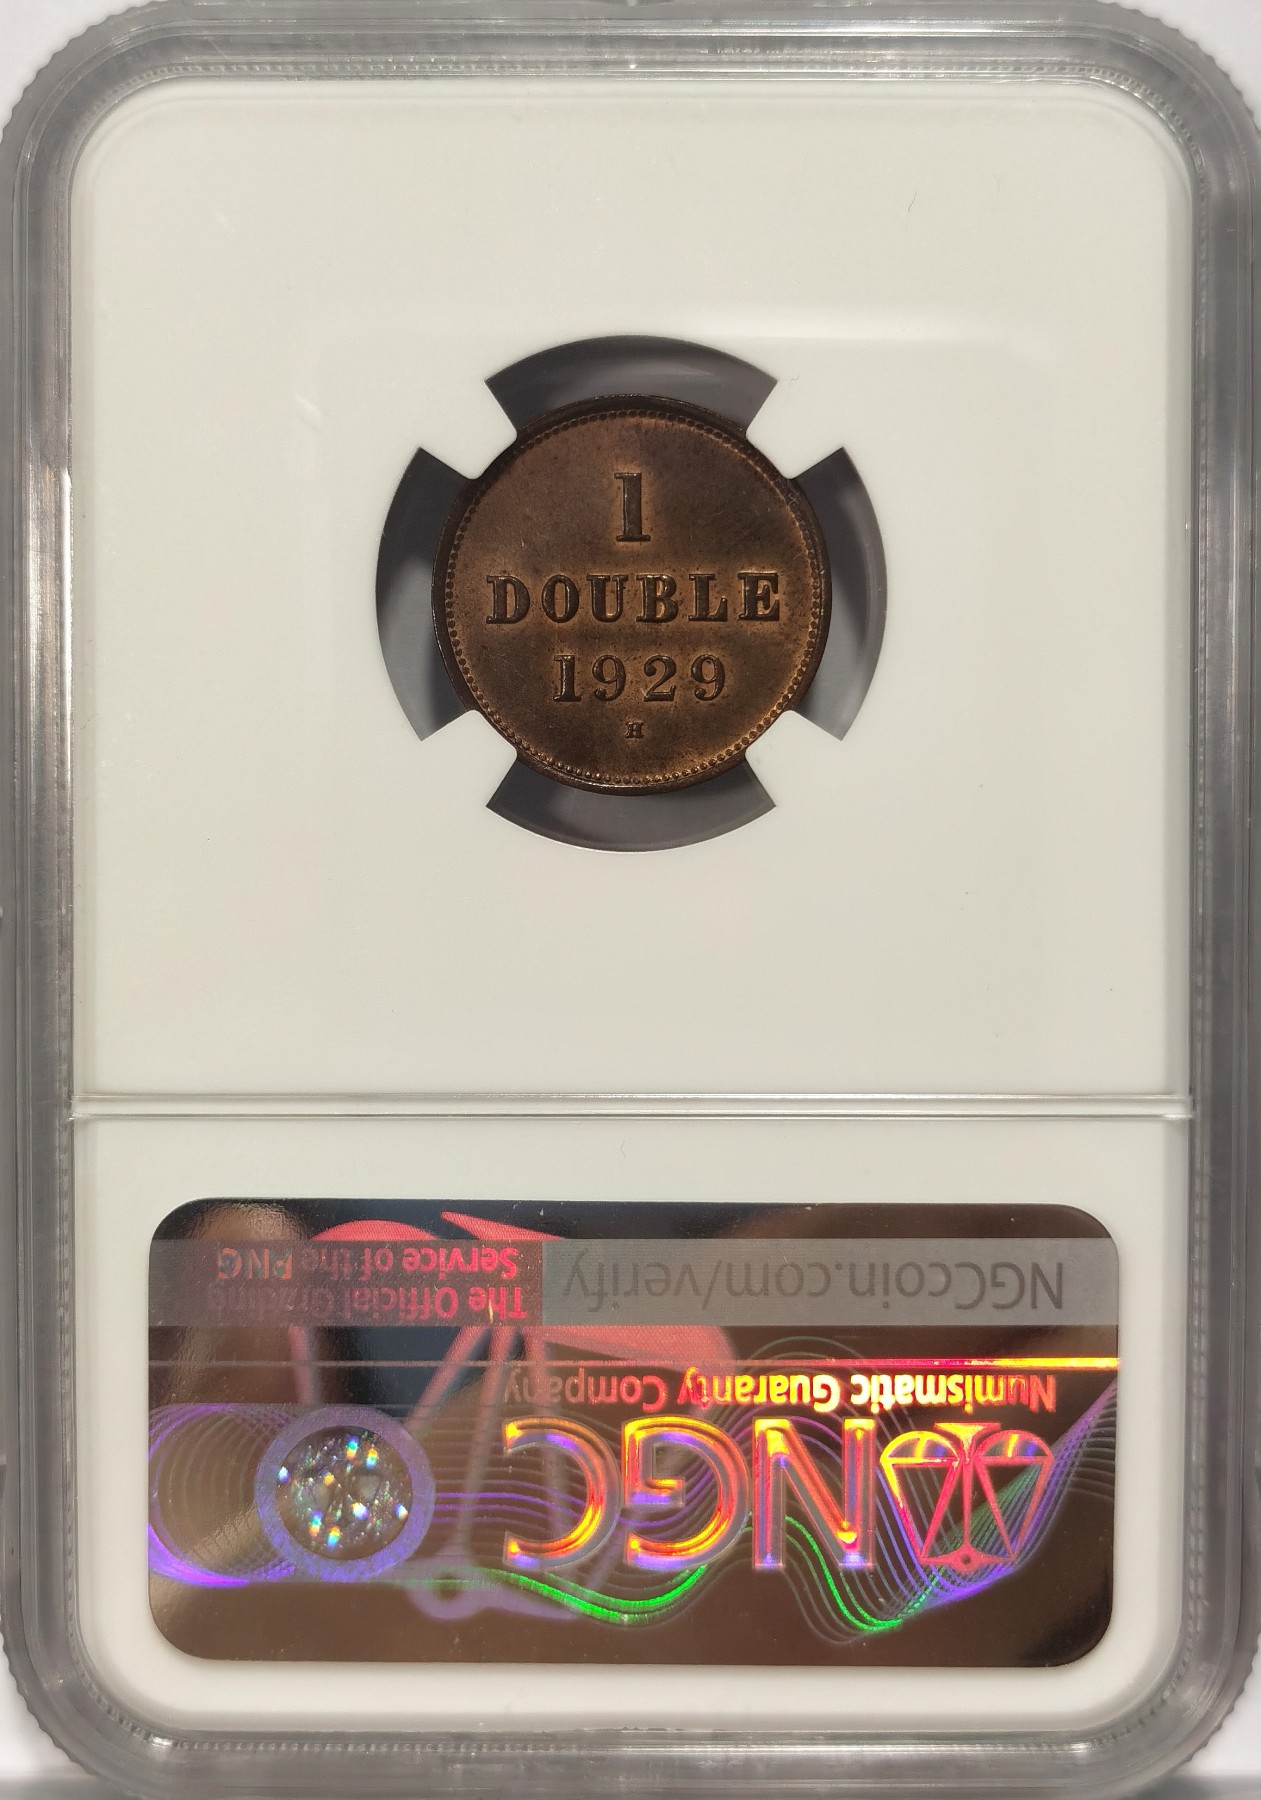 1
DOUBLE
1929
H
NGCcoin.com/verify
The Official Grading
Service of the PNG
Numismatic Guaranty Company
NGC